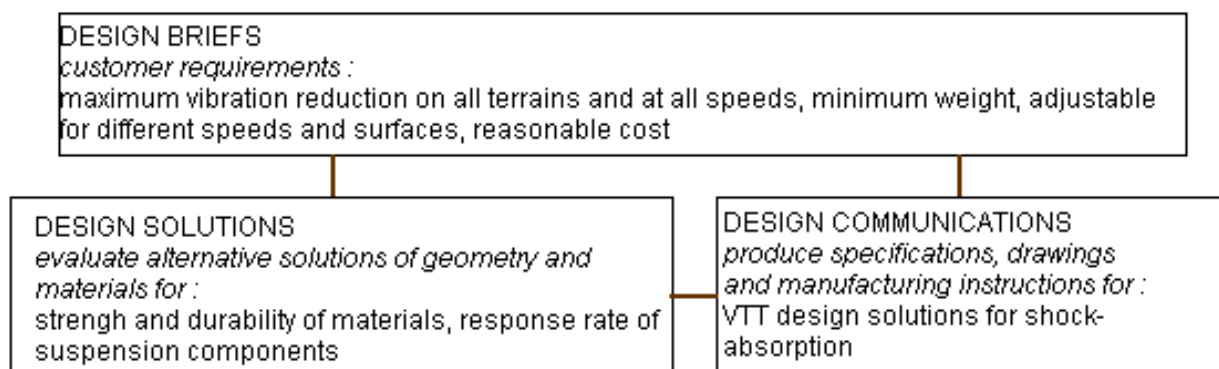 DESIGN BRIEFS
customer requirements :
maximum vibration reduction on all terrains and at all speeds, minimum weight, adjustable
for different speeds and surfaces, reasonable cost
DESIGN SOLUTIONS
evaluate alternative solutions of geometry and
materials for :
strengh and durability of materials, response rate of
suspension components
DESIGN COMMUNICATIONS
produce specifications, drawings
and manufacturing instructions for :
VTT design solutions for shock-
absorption